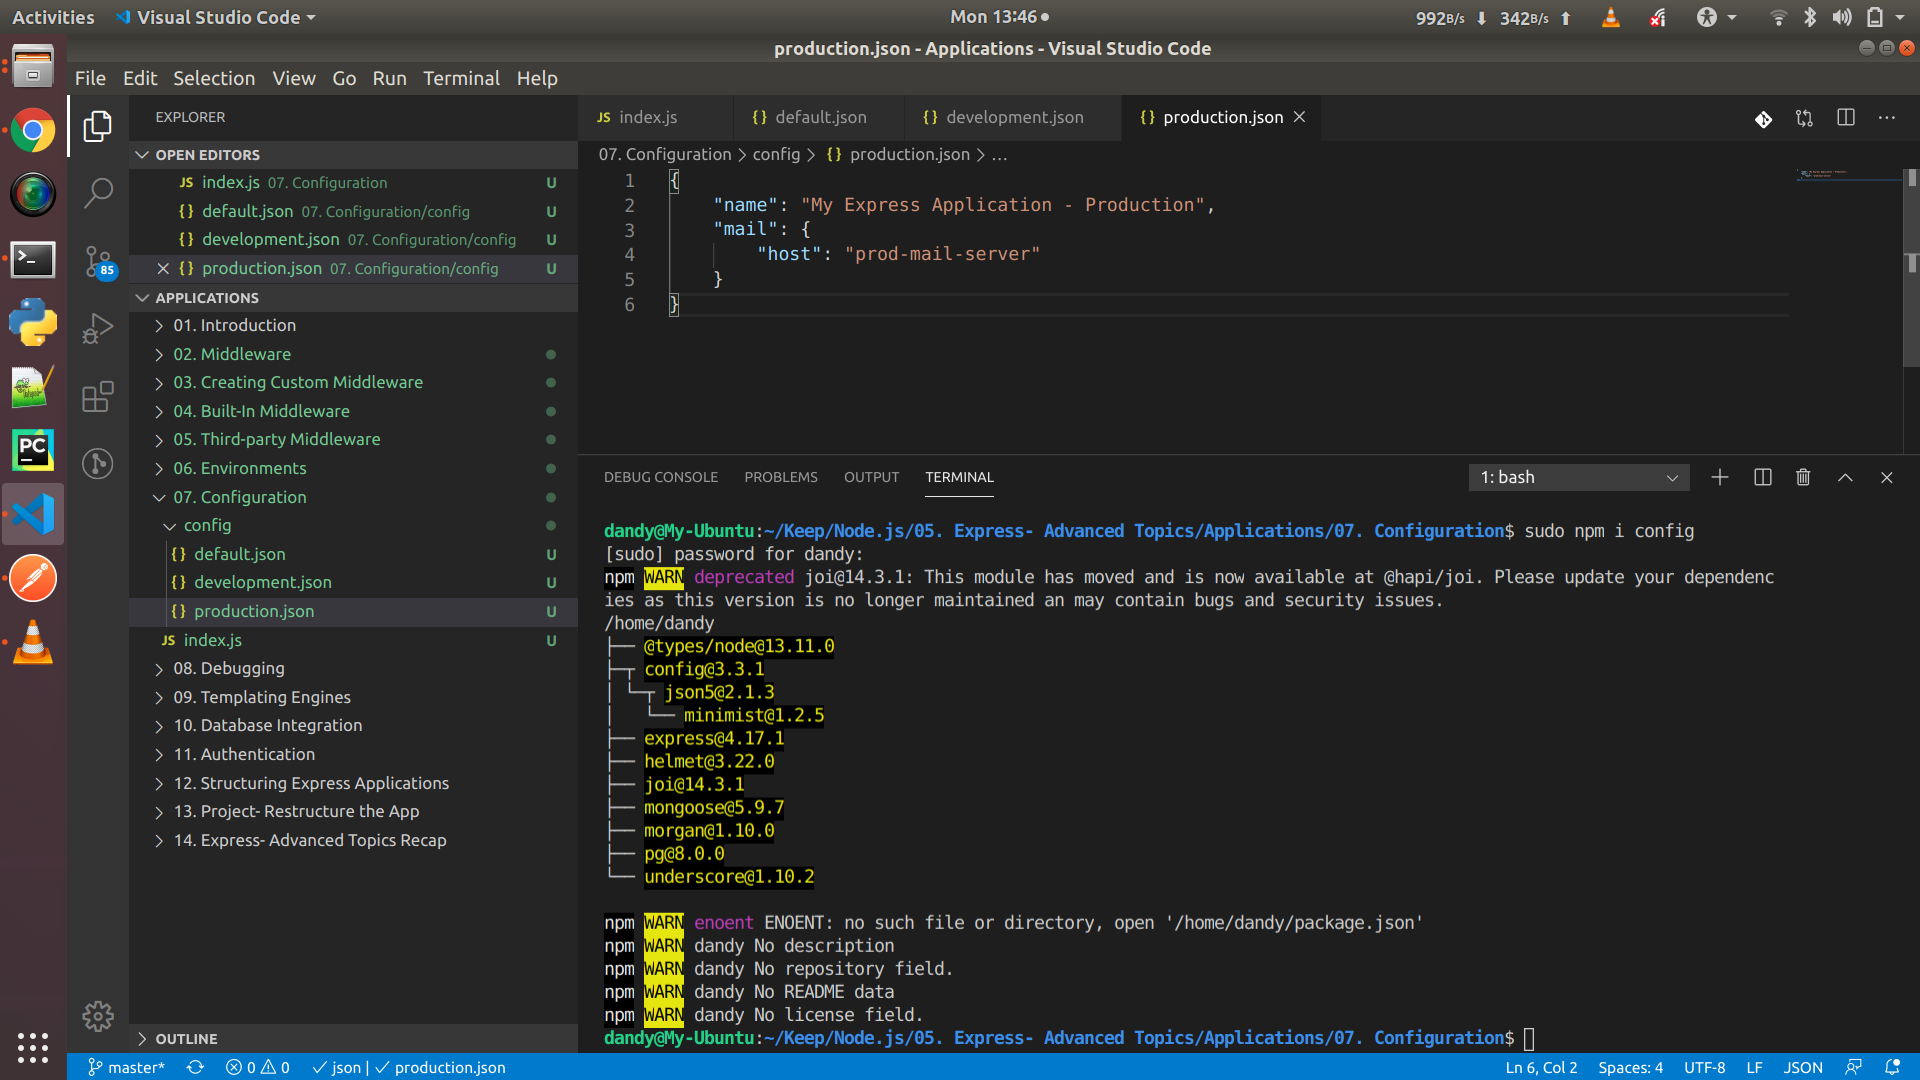 Activities Visual Studio Code Mon 13:46 992B/s 342B/s
production.json - Applications - Visual Studio Code
File Edit Selection View Go Run Terminal Help
EXPLORER
OPEN EDITORS
JS index.js 07. Configuration U
{} default.json 07. Configuration/config U
{} development.json 07. Configuration/config U
{} production.json 07. Configuration/config U
85
APPLICATIONS
01. Introduction
02. Middleware
03. Creating Custom Middleware
04. Built-In Middleware
05. Third-party Middleware
06. Environments
07. Configuration
config
{} default.json U
{} development.json U
{} production.json U
JS index.js U
08. Debugging
09. Templating Engines
10. Database Integration
11. Authentication
12. Structuring Express Applications
13. Project- Restructure the App
14. Express- Advanced Topics Recap
OUTLINE
PC
JS index.js {} default.json {} development.json {} production.json
07. Configuration > config > {} production.json > ...
1 {
2 "name": "My Express Application - Production",
3 "mail": {
4 "host": "prod-mail-server"
5 }
6 }
DEBUG CONSOLE PROBLEMS OUTPUT TERMINAL 1: bash
dandy@My-Ubuntu:~/Keep/Node.js/05. Express- Advanced Topics/Applications/07. Configuration$ sudo npm i config
[sudo] password for dandy:
npm WARN deprecated joi@14.3.1: This module has moved and is now available at @hapi/joi. Please update your dependenc
ies as this version is no longer maintained an may contain bugs and security issues.
/home/dandy
├── @types/node@13.11.0
├─┬ config@3.3.1
│ └─┬ json5@2.1.3
│   └── minimist@1.2.5
├── express@4.17.1
├── helmet@3.22.0
├── joi@14.3.1
├── mongoose@5.9.7
├── morgan@1.10.0
├── pg@8.0.0
└── underscore@1.10.2
npm WARN enoent ENOENT: no such file or directory, open '/home/dandy/package.json'
npm WARN dandy No description
npm WARN dandy No repository field.
npm WARN dandy No README data
npm WARN dandy No license field.
dandy@My-Ubuntu:~/Keep/Node.js/05. Express- Advanced Topics/Applications/07. Configuration$
master* 0 0 json | production.json Ln 6, Col 2 Spaces: 4 UTF-8 LF JSON